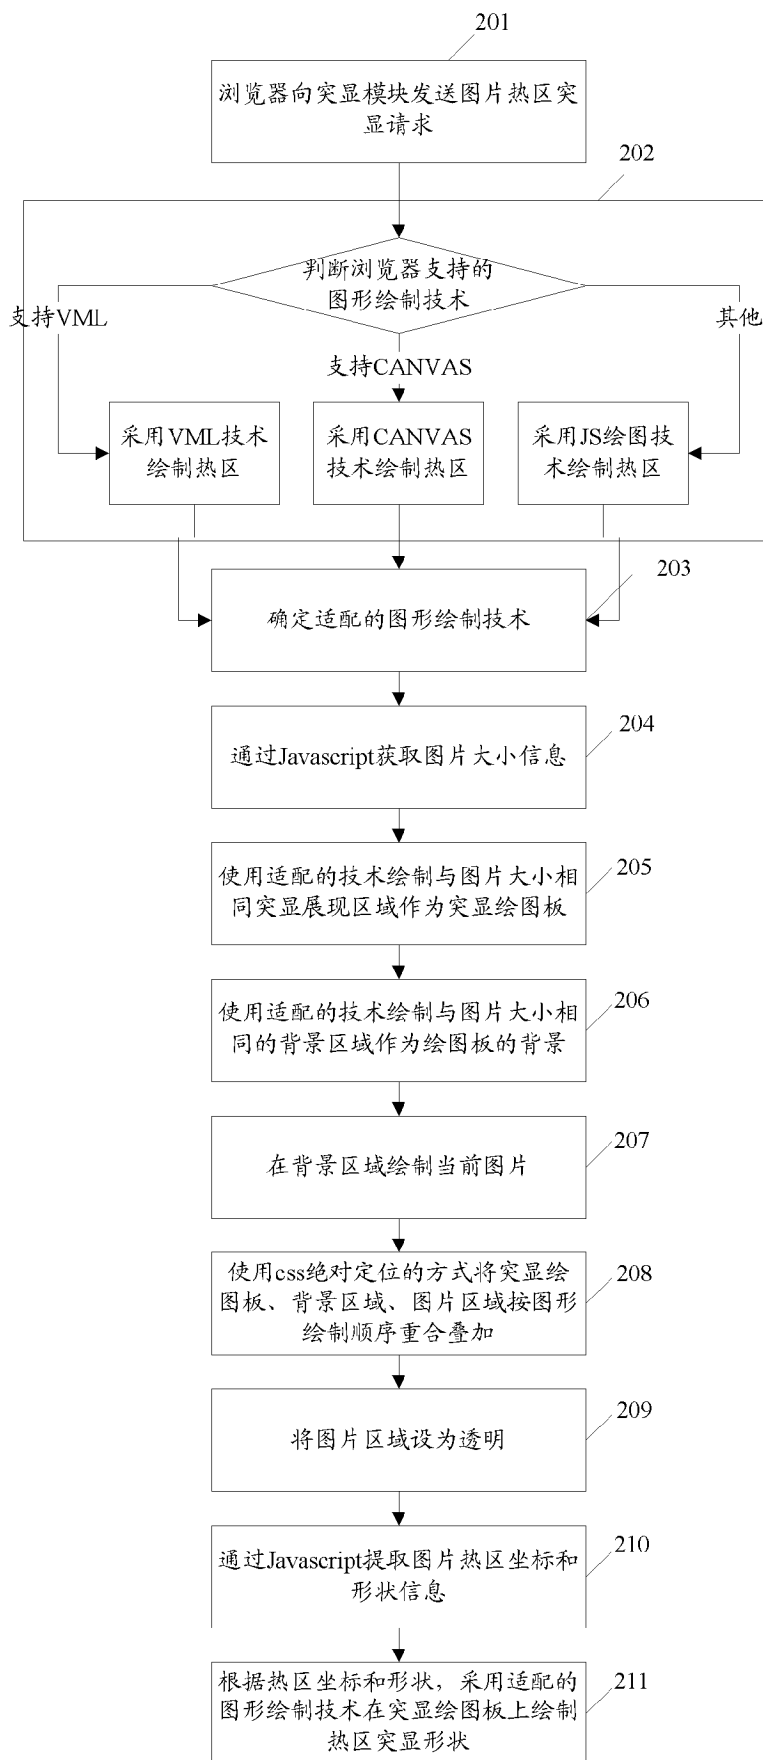 201
浏览器向突显模块发送图片热区突
显请求
202
判断浏览器支持的
图形绘制技术
支持VML
其他
支持CANVAS
采用VML技术
绘制热区
采用CANVAS
技术绘制热区
采用JS绘图技
术绘制热区
203
确定适配的图形绘制技术
204
通过Javascript获取图片大小信息
205
使用适配的技术绘制与图片大小相
同突显展现区域作为突显绘图板
206
使用适配的技术绘制与图片大小相
同的背景区域作为绘图板的背景
207
在背景区域绘制当前图片
208
使用css绝对定位的方式将突显绘
图板、背景区域、图片区域按图形
绘制顺序重合叠加
209
将图片区域设为透明
210
通过Javascript提取图片热区坐标和
形状信息
211
根据热区坐标和形状，采用适配的
图形绘制技术在突显绘图板上绘制
热区突显形状